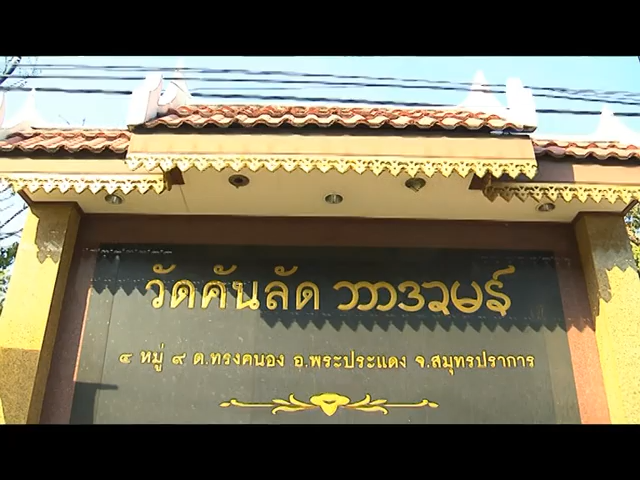 วัดคันลัด
๔ หมู่ ๙ ต.ทรงคนอง อ.พระประแดง จ.สมุทรปราการ